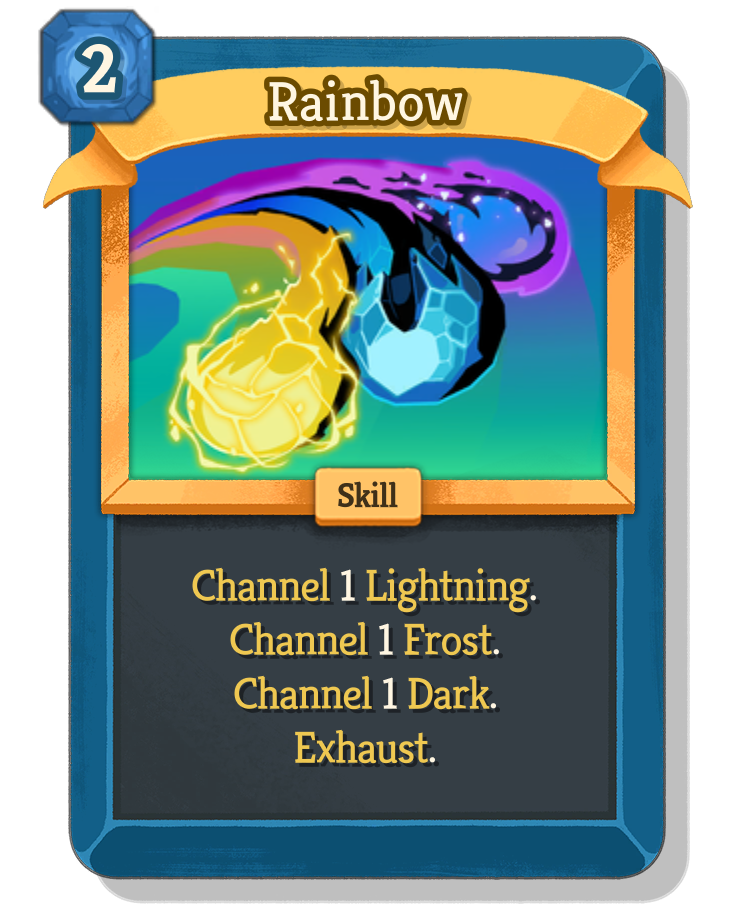 2
Rainbow
Skill
Channel 1 Lightning.
Channel 1 Frost.
Channel 1 Dark.
Exhaust.